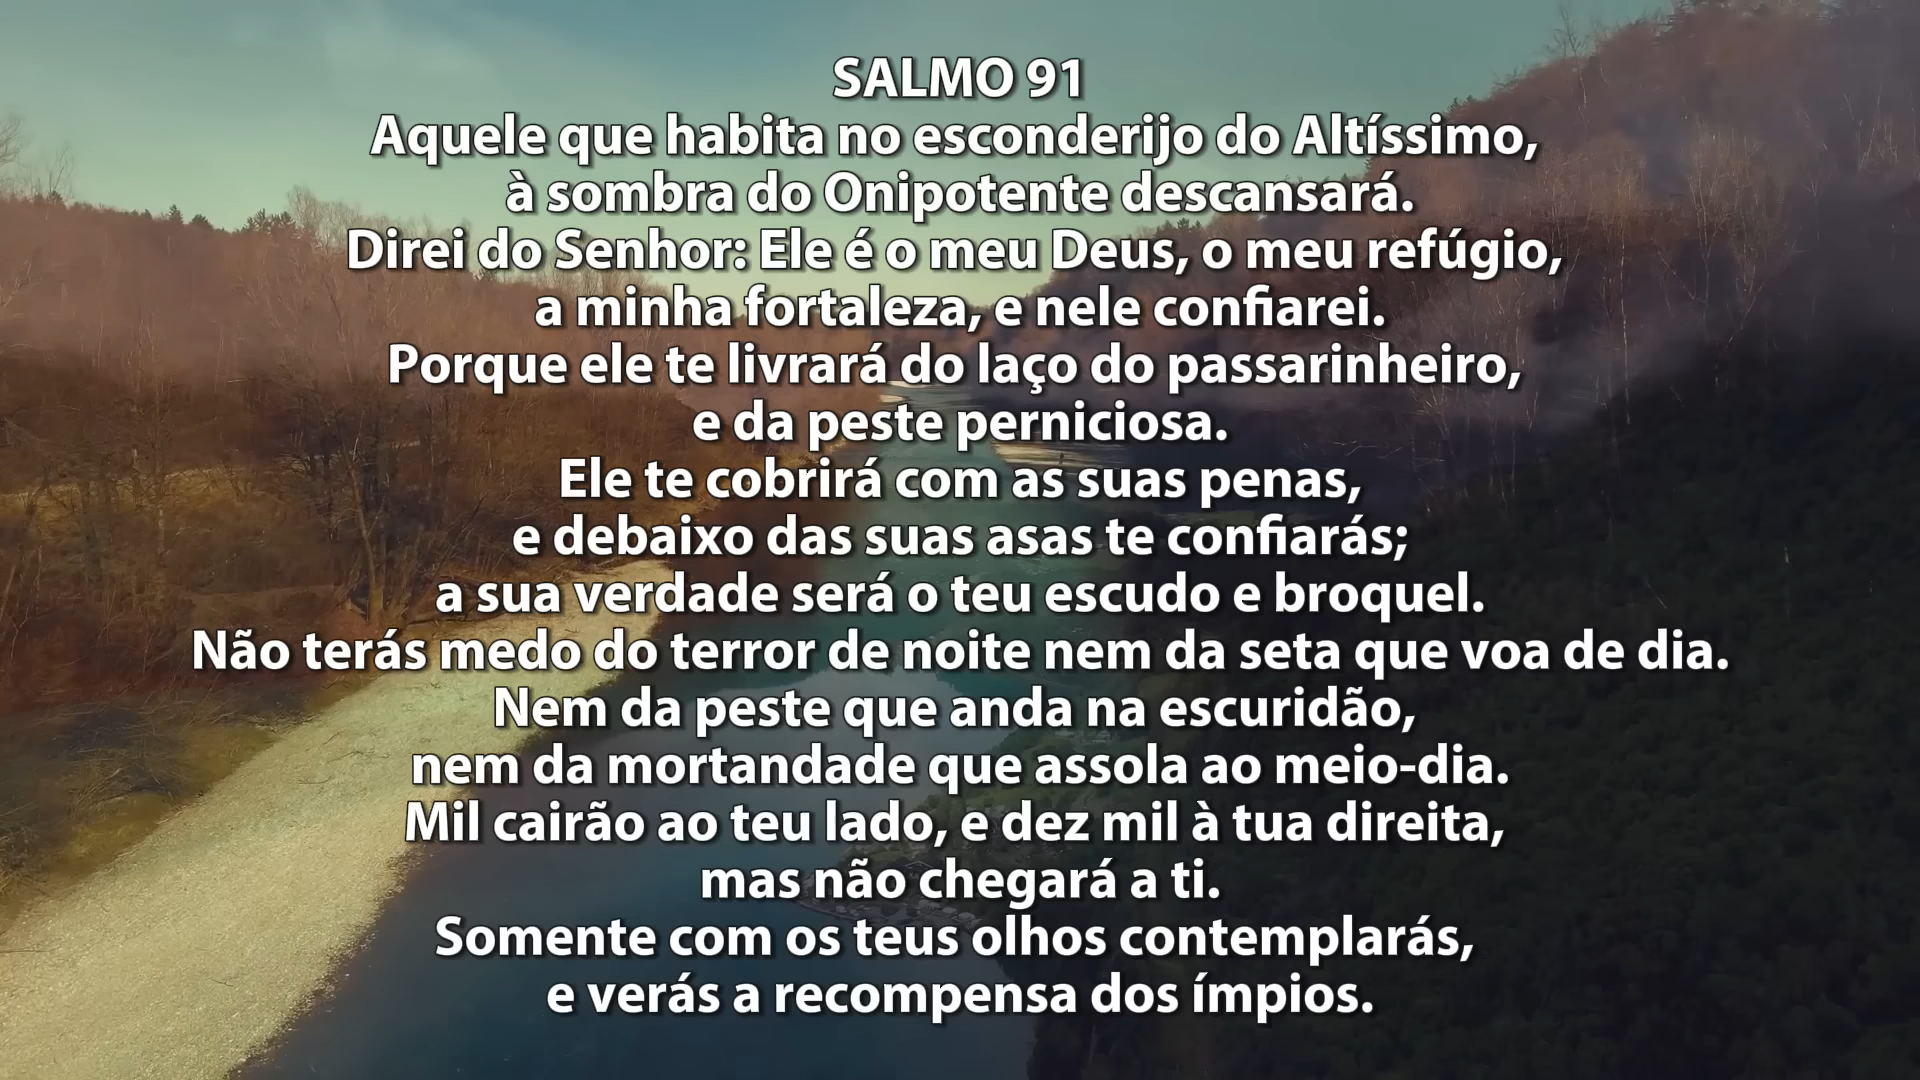 SALMO 91
Aquele que habita no esconderijo do Altíssimo,
à sombra do Onipotente descansará.
Direi do Senhor: Ele é o meu Deus, o meu refúgio,
a minha fortaleza, e nele confiarei.
Porque ele te livrará do laço do passarinheiro,
e da peste perniciosa.
Ele te cobrirá com as suas penas,
e debaixo das suas asas te confiarás;
a sua verdade será o teu escudo e broquel.
Não terás medo do terror de noite nem da seta que voa de dia.
Nem da peste que anda na escuridão,
nem da mortandade que assola ao meio-dia.
Mil cairão ao teu lado, e dez mil à tua direita,
mas não chegará a ti.
Somente com os teus olhos contemplarás,
e verás a recompensa dos ímpios.